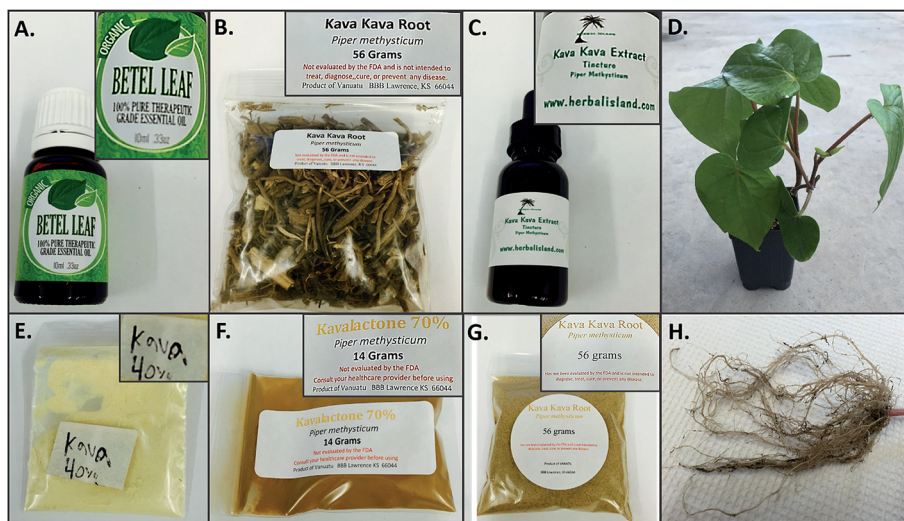 A.
ORGANIC
BETEL LEAF
100% PURE THERAPEUTIC
GRADE ESSENTIAL OIL
10ml .33oz
ORGANIC
BETEL LEAF
100% PURE THERAPEUTIC
GRADE ESSENTIAL OIL
10ml .33oz
B.
Kava Kava Root
Piper mythsticum
56 Grams
Not evaluated by the FDA and is not intended to
treat, diagnose,,cure, or prevent any disease.
Product of Vanuatu BBB Lawrence, KS 66044
Kava Kava Root
Piper mysticum
56 Grams
C.
Kava Kava Extract
Tincture
Piper Methysticum
www.herbalisland.com
Kava Kava Extract
Tincture
Piper Methysticum
www.herbalisland.com
D.
E.
Kava.
40%
Kava.
40%
F.
Kavalactone 70%
Piper methysticum
14 Grams
Not evaluated by the FDA
Consult your healthcare provider before using
Product of Vanuatu BBB Lawrence KS 66044
Kavalactone 70%
Piper methysticum
14 Grams
Not evaluated by the FDA
Consult your healthcare provider before using
Product of Vanuatu BBB Lawrence KS 66044
G.
Kava Kava Root
Piper methysticum
56 grams
Kava Kava Root
Piper methysticum
56 grams
H.